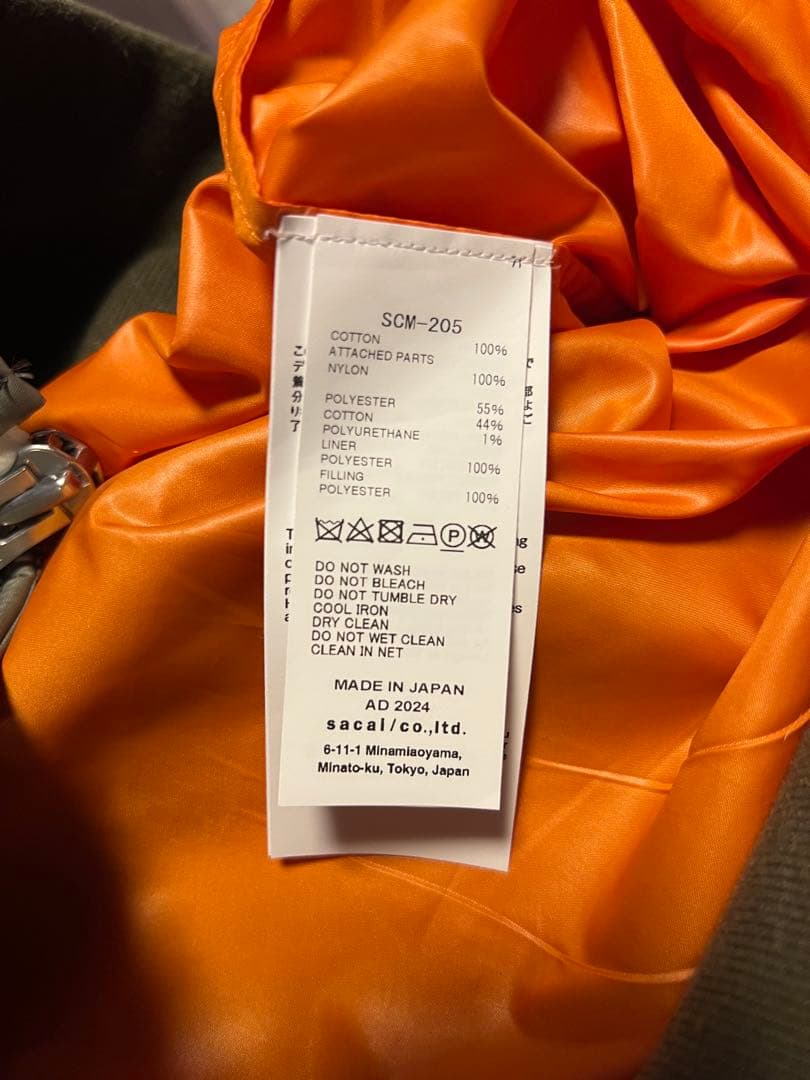 SCM-205
COTTON 100%
ATTACHED PARTS
NYLON 100%
POLYESTER 55%
COTTON 44%
POLYURETHANE 1%
LINER
POLYESTER 100%
FILLING
POLYESTER 100%
P
W
DO NOT WASH
DO NOT BLEACH
DO NOT TUMBLE DRY
COOL IRON
DRY CLEAN
DO NOT WET CLEAN
CLEAN IN NET
MADE IN JAPAN
AD 2024
sacai/co.,ltd.
6-11-1 Minamiaoyama,
Minato-ku, Tokyo, Japan